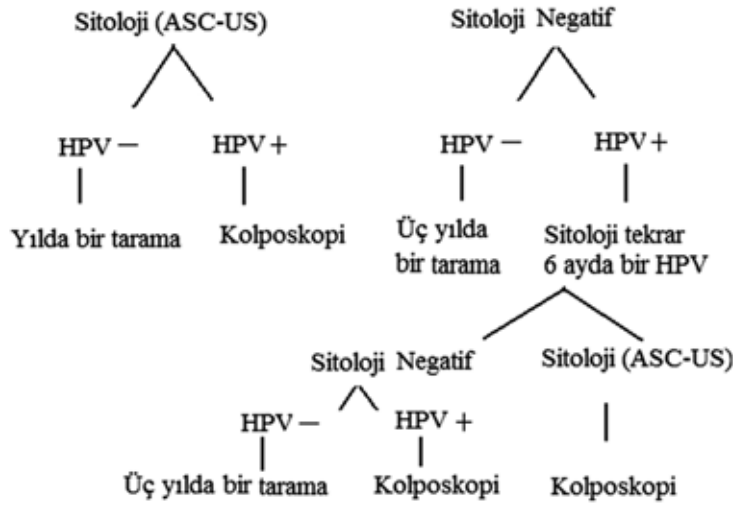 Sitoloji (ASC-US)
Sitoloji Negatif
HPV −
HPV +
HPV −
HPV +
Yılda bir tarama
Kolposkopi
Üç yılda
bir tarama
Sitoloji tekrar
6 ayda bir HPV
Sitoloji Negatif
Sitoloji (ASC-US)
HPV −
HPV +
Üç yılda bir tarama
Kolposkopi
Kolposkopi